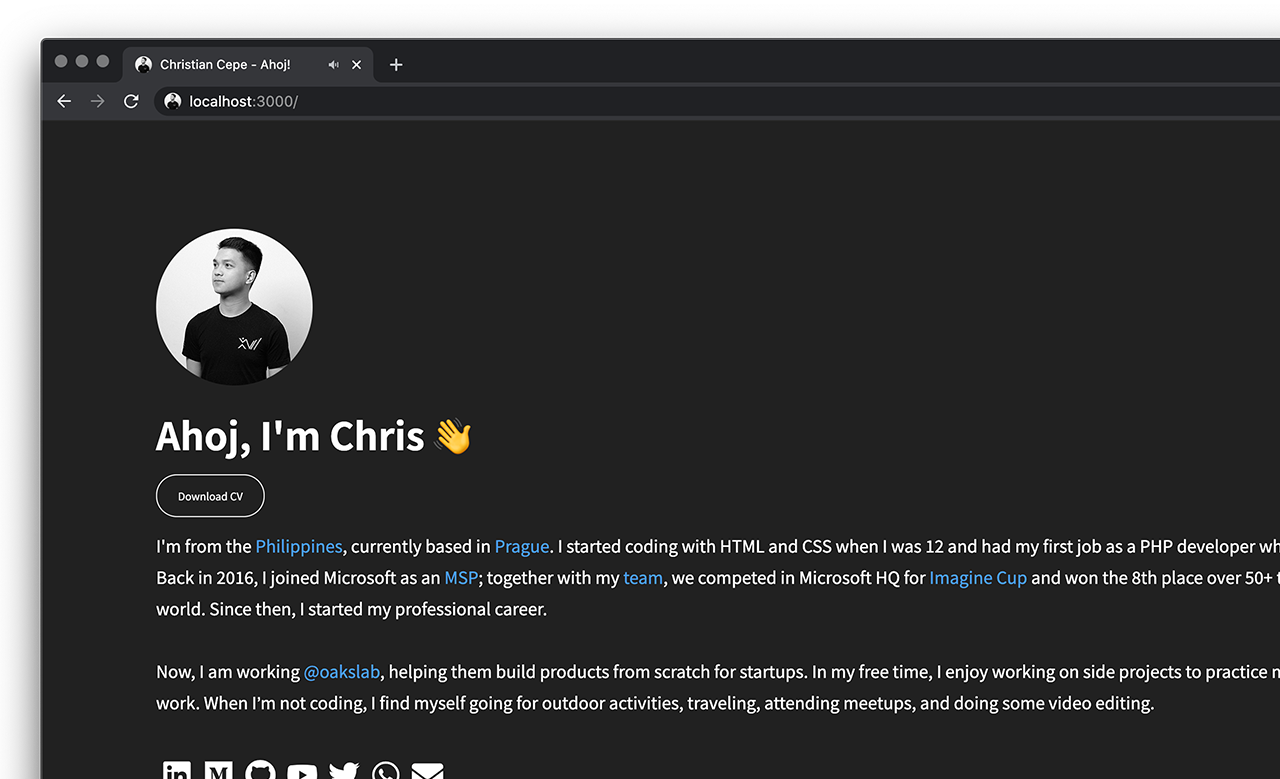 Christian Cepe - Ahoj!
localhost:3000/
Ahoj, I'm Chris 👋
Download CV
I'm from the Philippines, currently based in Prague. I started coding with HTML and CSS when I was 12 and had my first job as a PHP developer
Back in 2016, I joined Microsoft as an MSP; together with my team, we competed in Microsoft HQ for Imagine Cup and won the 8th place over 50+
world. Since then, I started my professional career.
Now, I am working @oakslab, helping them build products from scratch for startups. In my free time, I enjoy working on side projects to practice
work. When I’m not coding, I find myself going for outdoor activities, traveling, attending meetups, and doing some video editing.